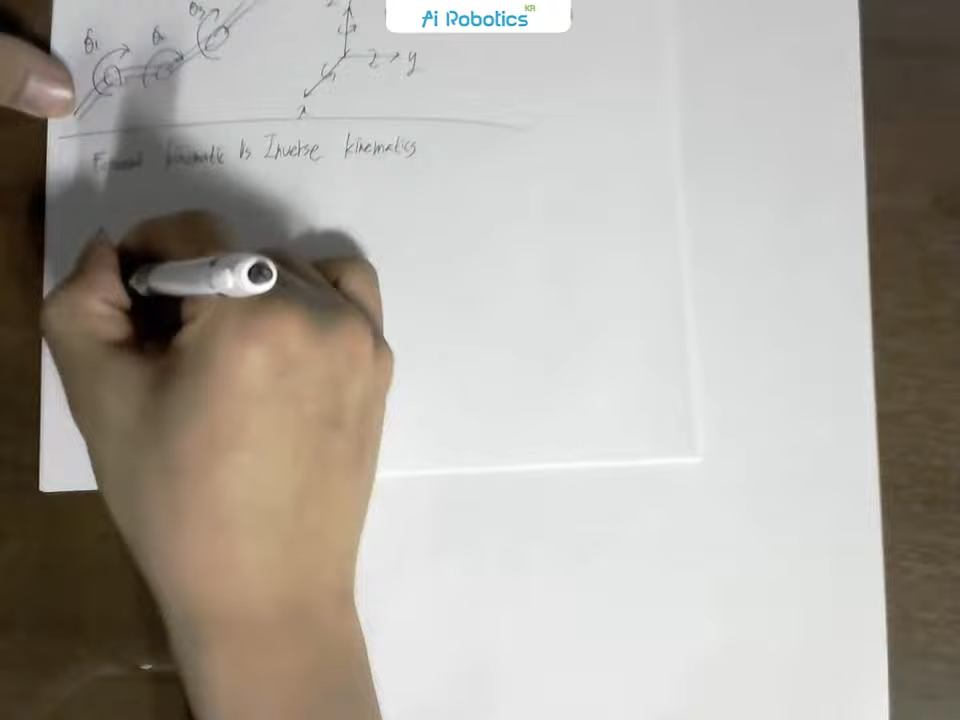 Ai Robotics KR
θ1 θ2 θ3
z
y
x
Forward kinematic Vs Inverse kinematics